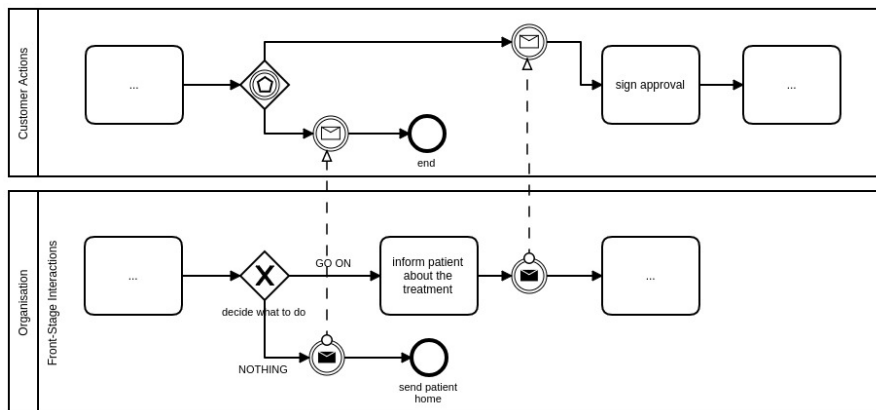 Customer Actions
...
sign approval
...
end
Organisation
Front-Stage Interactions
...
GO ON
inform patient
about the
treatment
...
decide what to do
NOTHING
send patient
home